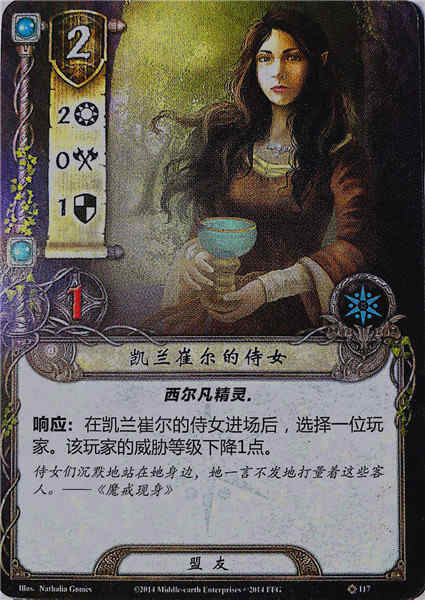 2
2
0
1
1
凯兰崔尔的侍女
西尔凡精灵.
响应：在凯兰崔尔的侍女进场后，选择一位玩
家。该玩家的威胁等级下降1点。
侍女们沉默地站在她身边，她一言不发地打量着这些客
人。——《魔戒现身》
盟友
Illus. Nathalia Gomes ©2014 Middle-earth Enterprises ©2014 FFG 117